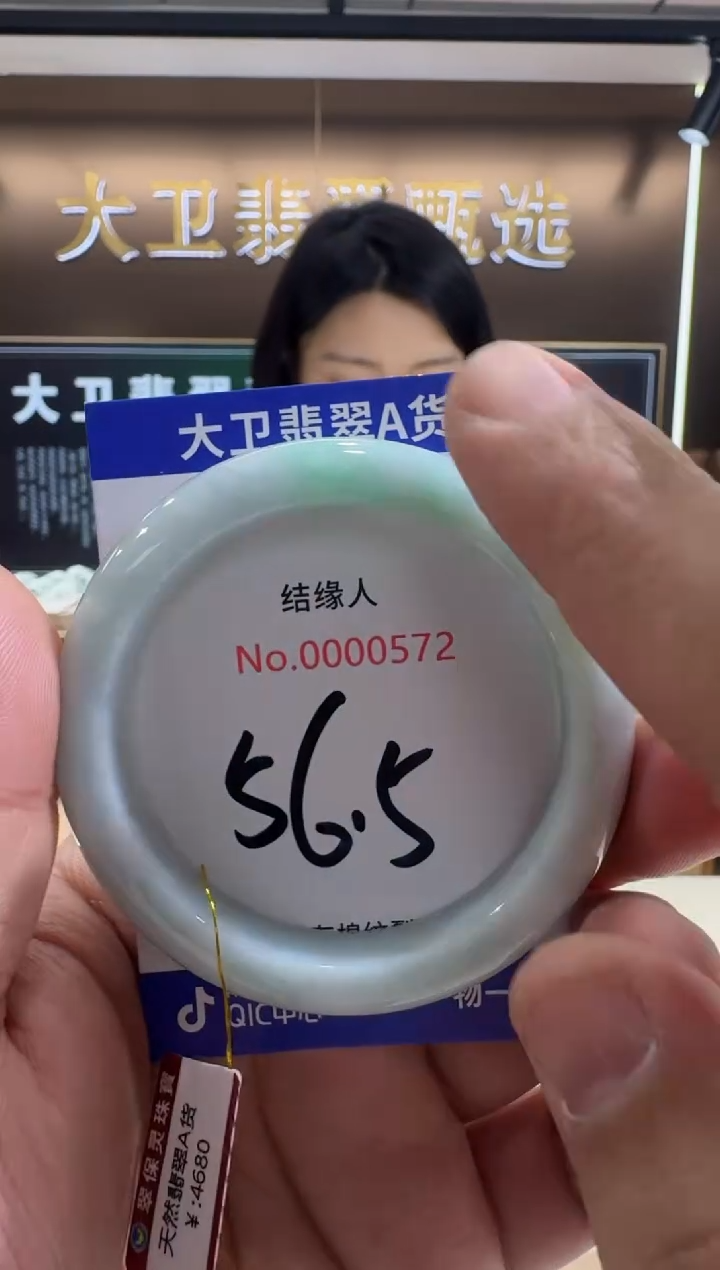 大卫翡翠甄选
大卫翡翠
大卫翡翠A货
结缘人
No.0000572
56.5
QIC中心
物一
翠保灵珠寶
天然翡翠A货
￥:4680